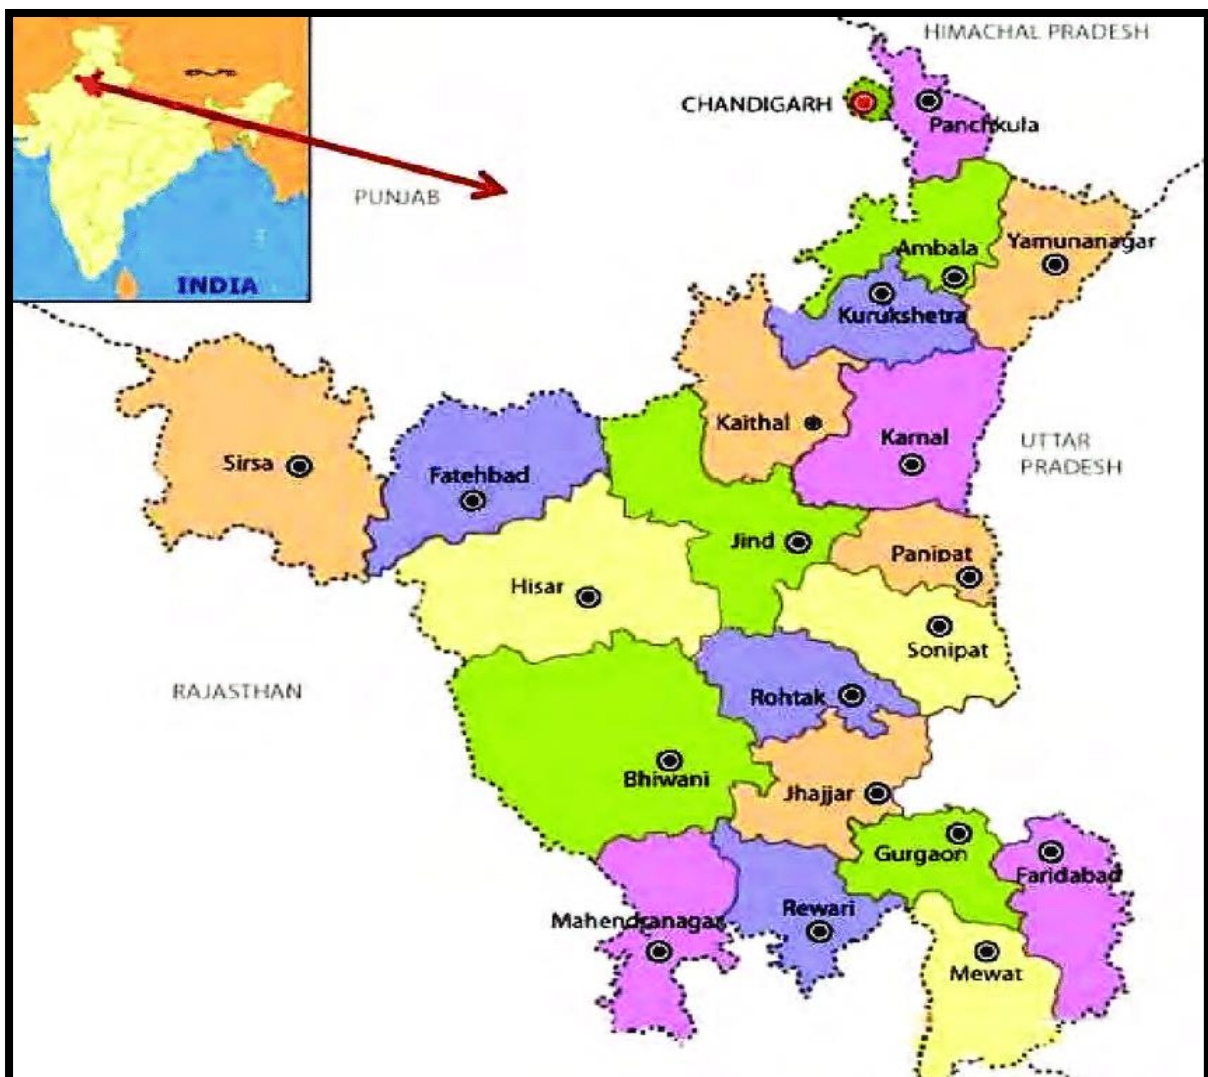 HIMACHAL PRADESH
CHANDIGARH
Panchkula
PUNJAB
Ambala
Yamunanagar
INDIA
Kurukshetra
Kaithal
Karnal
UTTAR
PRADESH
Sirsa
Fatehbad
Jind
Panipat
Hisar
Sonipat
RAJASTHAN
Rohtak
Bhiwani
Jhajjar
Gurgaon
Faridabad
Mahendranagar
Rewari
Mewat